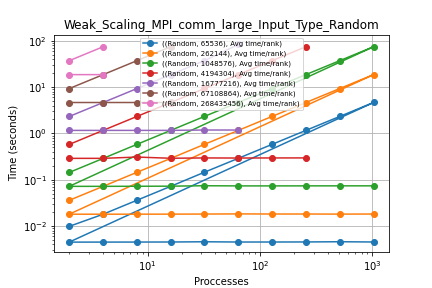 Weak_Scaling_MPI_comm_large_Input_Type_Random
((Random, 65536), Avg time/rank)
((Random, 262144), Avg time/rank)
((Random, 1048576), Avg time/rank)
((Random, 4194304), Avg time/rank)
((Random, 16777216), Avg time/rank)
((Random, 67108864), Avg time/rank)
((Random, 268435456), Avg time/rank)
Time (seconds)
10²
10¹
10⁰
10⁻¹
10⁻²
10¹ 10² 10³
Proccesses